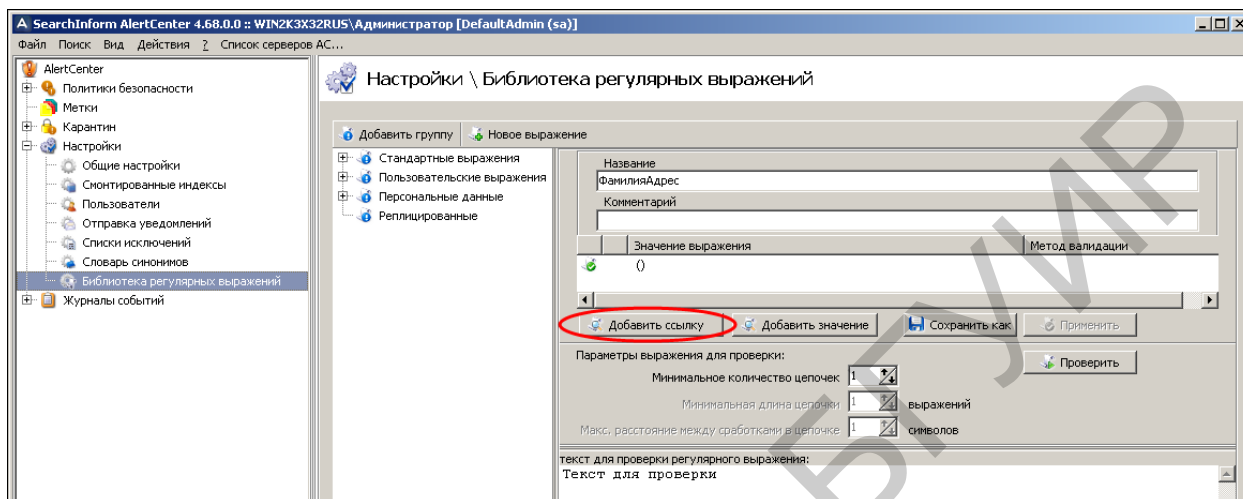 SearchInform AlertCenter 4.68.0.0 :: WIN2K3X32RUS\Администратор [DefaultAdmin (sa)]
Файл Поиск Вид Действия ? Список серверов AC...
AlertCenter
Политики безопасности
Метки
Карантин
Настройки
Общие настройки
Смонтированные индексы
Пользователи
Отправка уведомлений
Списки исключений
Словарь синонимов
Библиотека регулярных выражений
Журналы событий
Настройки \ Библиотека регулярных выражений
Добавить группу Новое выражение
Стандартные выражения
Пользовательские выражения
Персональные данные
Реплицированные
Название
ФамилияАдрес
Комментарий
Значение выражения Метод валидации
()
Добавить ссылку Добавить значение Сохранить как Применить
Параметры выражения для проверки:
Проверить
Минимальное количество цепочек 1
Минимальная длина цепочки 1 выражений
Макс. расстояние между сработками в цепочке 1 символов
текст для проверки регулярного выражения:
Текст для проверки
БГУИР